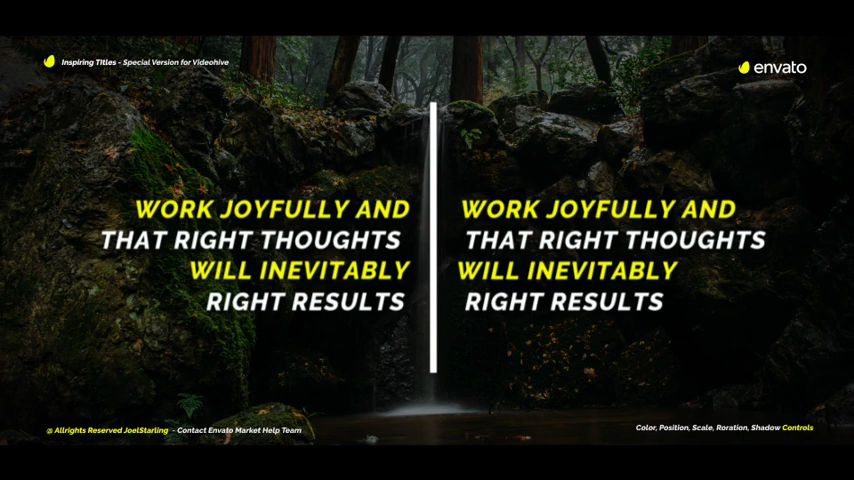 Inspiring Titles - Special Version for Videohive
envato
WORK JOYFULLY AND
THAT RIGHT THOUGHTS
WILL INEVITABLY
RIGHT RESULTS
WORK JOYFULLY AND
THAT RIGHT THOUGHTS
WILL INEVITABLY
RIGHT RESULTS
@ Allrights Reserved JoelStarling - Contact Envato Market Help Team
Color, Position, Scale, Roration, Shadow Controls